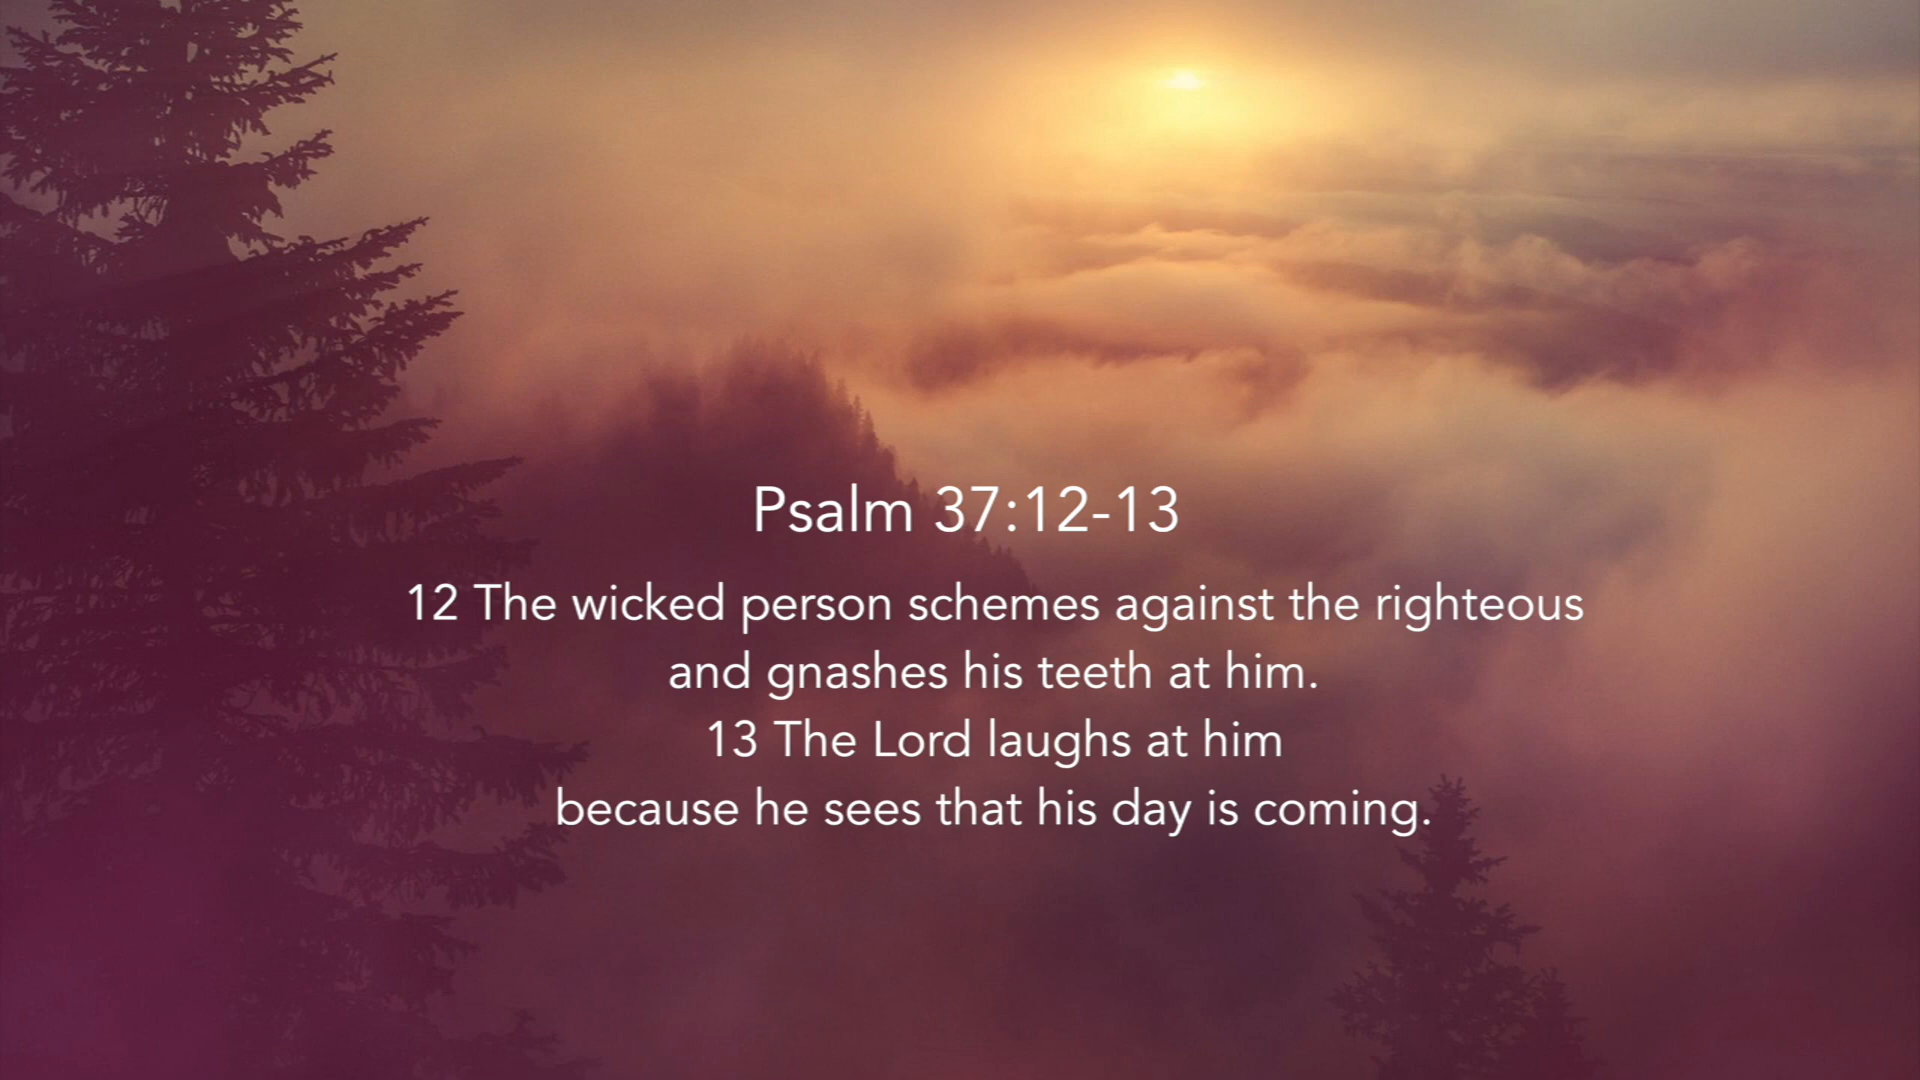 Psalm 37:12-13
12 The wicked person schemes against the righteous
and gnashes his teeth at him.
13 The Lord laughs at him
because he sees that his day is coming.